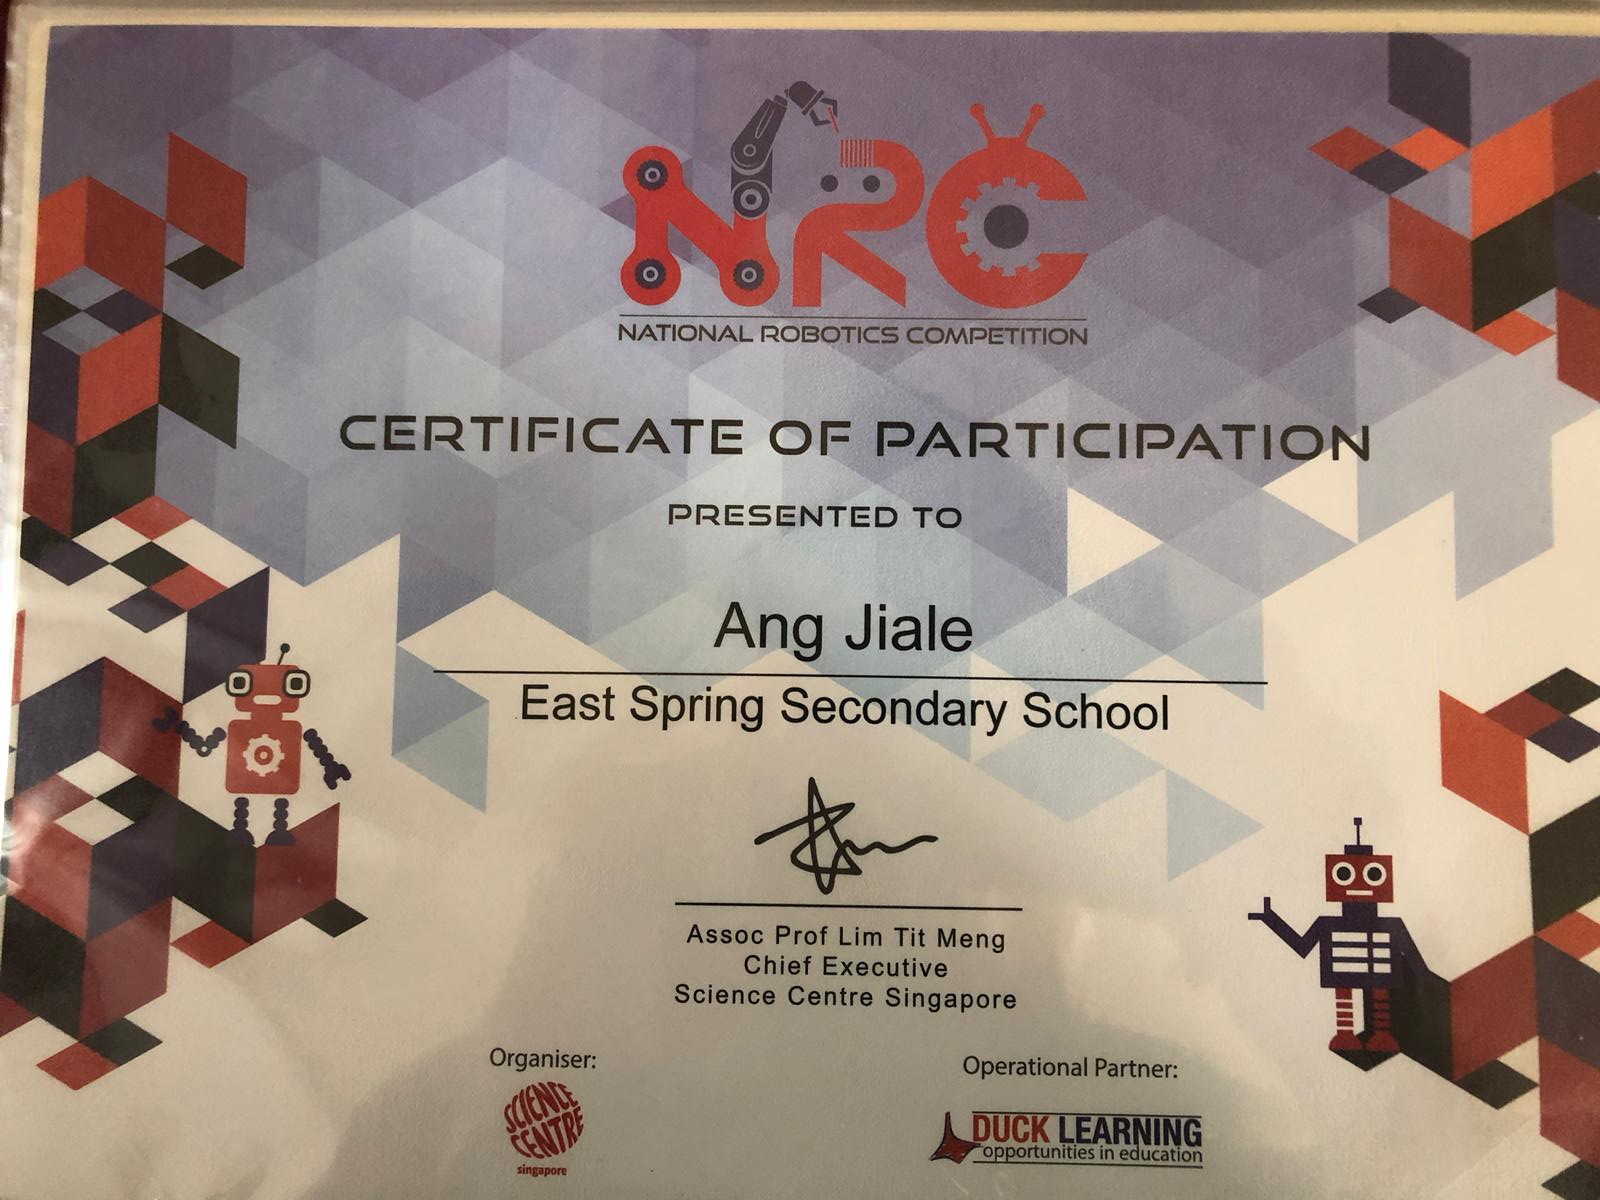 NRC
NATIONAL ROBOTICS COMPETITION
CERTIFICATE OF PARTICIPATION
PRESENTED TO
Ang Jiale
East Spring Secondary School
Assoc Prof Lim Tit Meng
Chief Executive
Science Centre Singapore
Organiser:
SCIENCE
CENTRE
singapore
Operational Partner:
DUCK LEARNING
opportunities in education